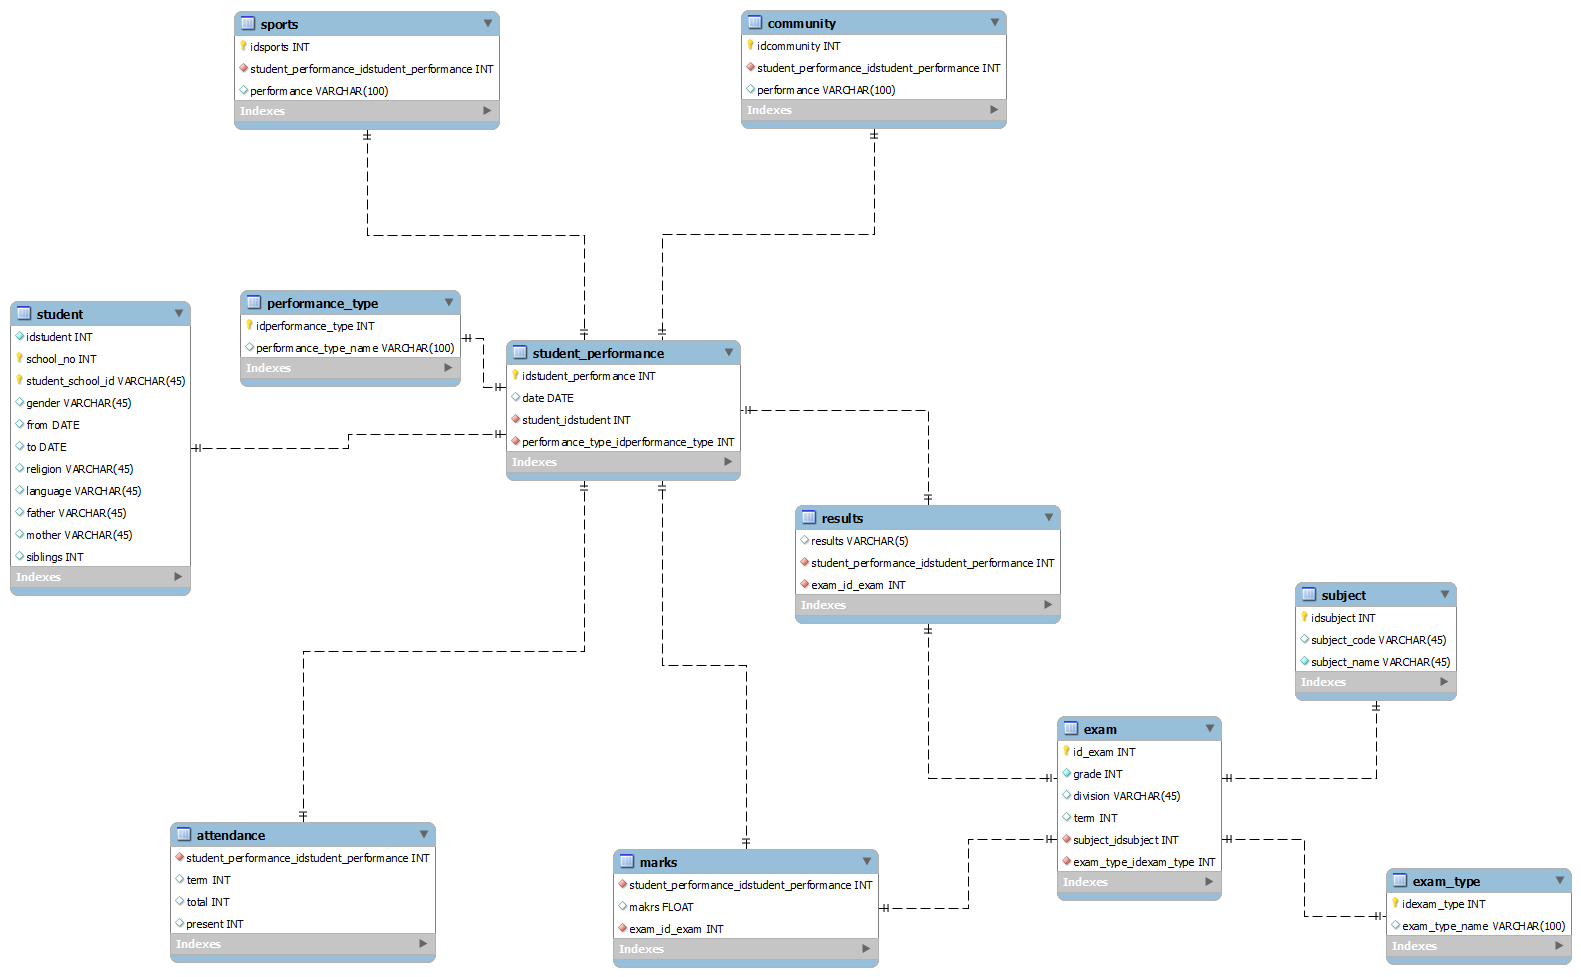 sports
idsports INT
student_performance_idstudent_performance INT
performance VARCHAR(100)
Indexes
community
idcommunity INT
student_performance_idstudent_performance INT
performance VARCHAR(100)
Indexes
student
idstudent INT
school_no INT
student_school_id VARCHAR(45)
gender VARCHAR(45)
from DATE
to DATE
religion VARCHAR(45)
language VARCHAR(45)
father VARCHAR(45)
mother VARCHAR(45)
siblings INT
Indexes
performance_type
idperformance_type INT
performance_type_name VARCHAR(100)
Indexes
student_performance
idstudent_performance INT
date DATE
student_idstudent INT
performance_type_idperformance_type INT
Indexes
results
results VARCHAR(5)
student_performance_idstudent_performance INT
exam_id_exam INT
Indexes
subject
idsubject INT
subject_code VARCHAR(45)
subject_name VARCHAR(45)
Indexes
exam
id_exam INT
grade INT
division VARCHAR(45)
term INT
subject_idsubject INT
exam_type_idexam_type INT
Indexes
attendance
student_performance_idstudent_performance INT
term INT
total INT
present INT
Indexes
marks
student_performance_idstudent_performance INT
makrs FLOAT
exam_id_exam INT
Indexes
exam_type
idexam_type INT
exam_type_name VARCHAR(100)
Indexes